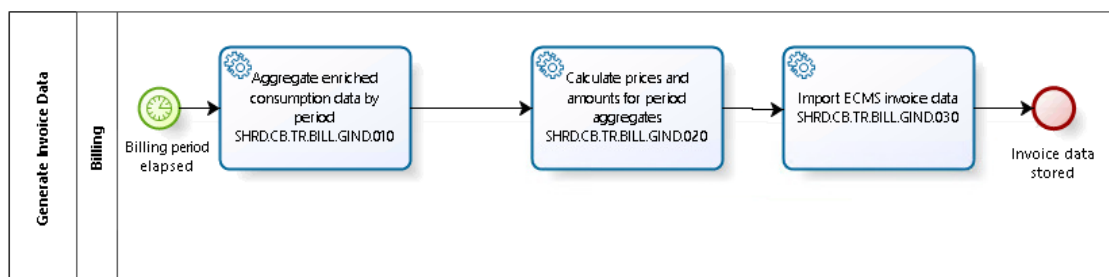 Generate Invoice Data
Billing
Billing period
elapsed
Aggregate enriched
consumption data by
period
SHRD.CB.TR.BILL.GIND.010
Calculate prices and
amounts for period
aggregates
SHRD.CB.TR.BILL.GIND.020
Import ECMS invoice data
SHRD.CB.TR.BILL.GIND.030
Invoice data
stored